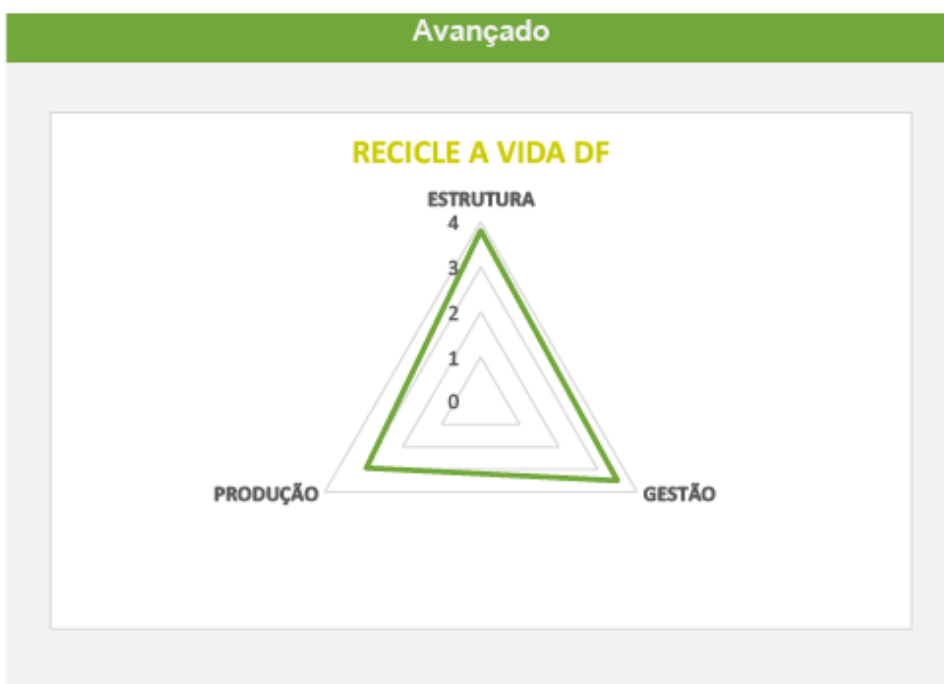 Avançado
RECICLE A VIDA DF
ESTRUTURA
4
3
2
1
0
PRODUÇÃO
GESTÃO